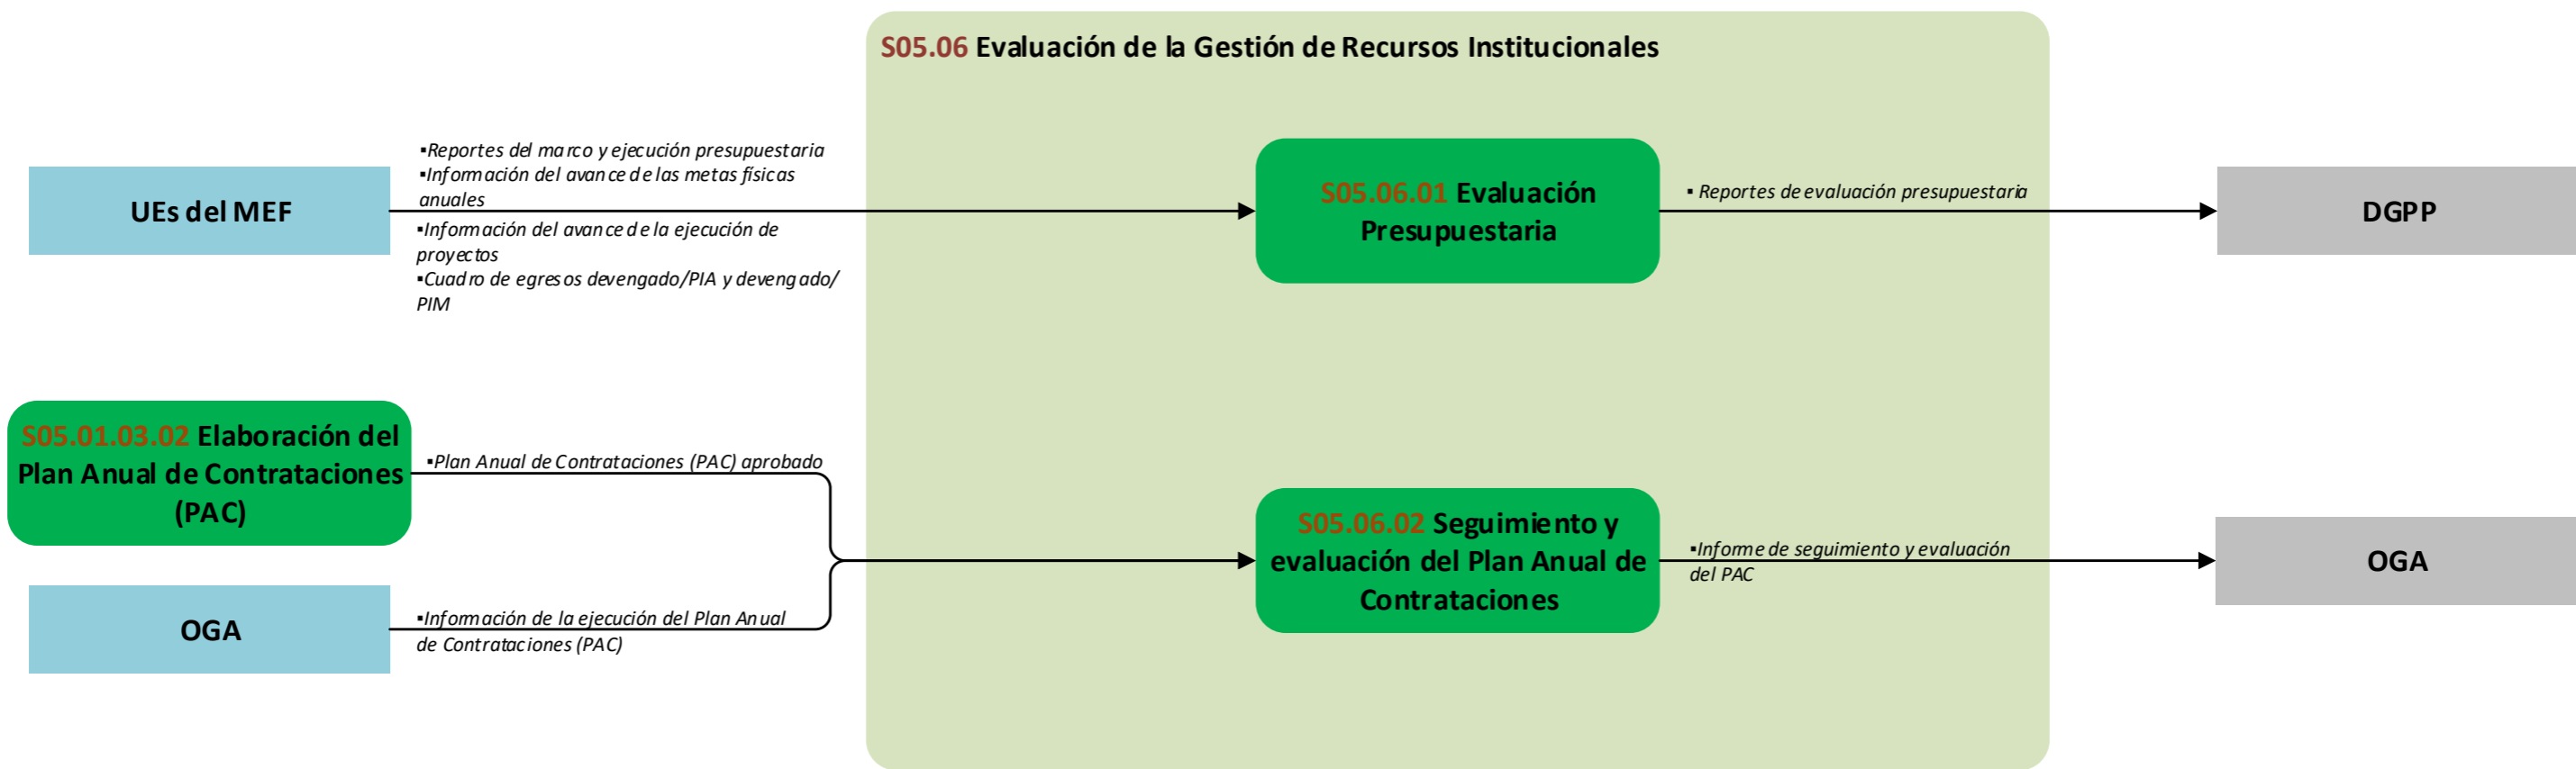 S05.06 Evaluación de la Gestión de Recursos Institucionales
UEs del MEF
▪Reportes del marco y ejecución presupuestaria
▪Información del avance de las metas físicas
anuales
▪Información del avance de la ejecución de
proyectos
▪Cuadro de egresos devengado/PIA y devengado/
PIM
S05.06.01 Evaluación
Presupuestaria
▪ Reportes de evaluación presupuestaria
DGPP
S05.01.03.02 Elaboración del
Plan Anual de Contrataciones
(PAC)
▪Plan Anual de Contrataciones (PAC) aprobado
OGA
▪Información de la ejecución del Plan Anual
de Contrataciones (PAC)
S05.06.02 Seguimiento y
evaluación del Plan Anual de
Contrataciones
▪Informe de seguimiento y evaluación
del PAC
OGA